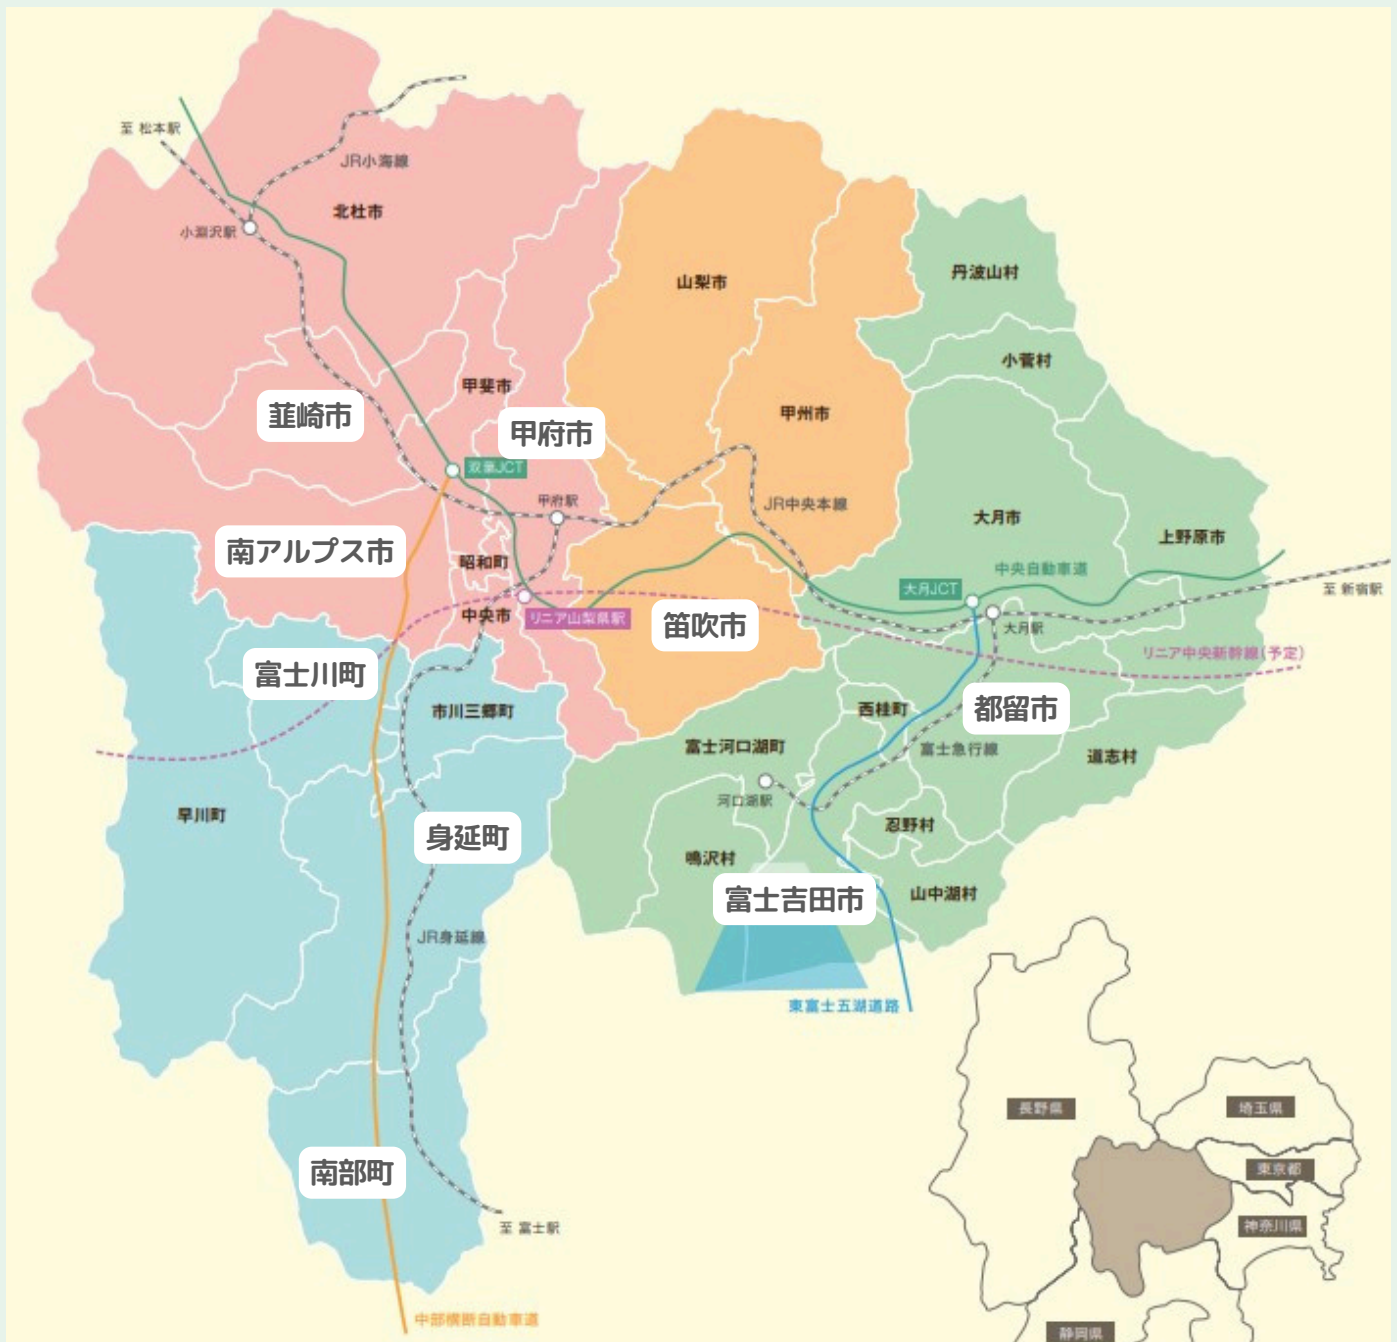 至 松本駅
JR小海線
北杜市
小淵沢駅
山梨市
丹波山村
小菅村
甲斐市
韮崎市
甲府市
甲州市
双葉JCT
甲府駅
JR中央本線
大月市
上野原市
南アルプス市
昭和町
中央自動車道
大月JCT
至 新宿駅
中央市
リニア山梨県駅
笛吹市
大月駅
リニア中央新幹線(予定)
富士川町
市川三郷町
西桂町
都留市
富士河口湖町
富士急行線
道志村
河口湖駅
早川町
身延町
忍野村
鳴沢村
富士吉田市
山中湖村
JR身延線
東富士五湖道路
長野県
埼玉県
東京都
南部町
神奈川県
至 富士駅
中部横断自動車道
静岡県